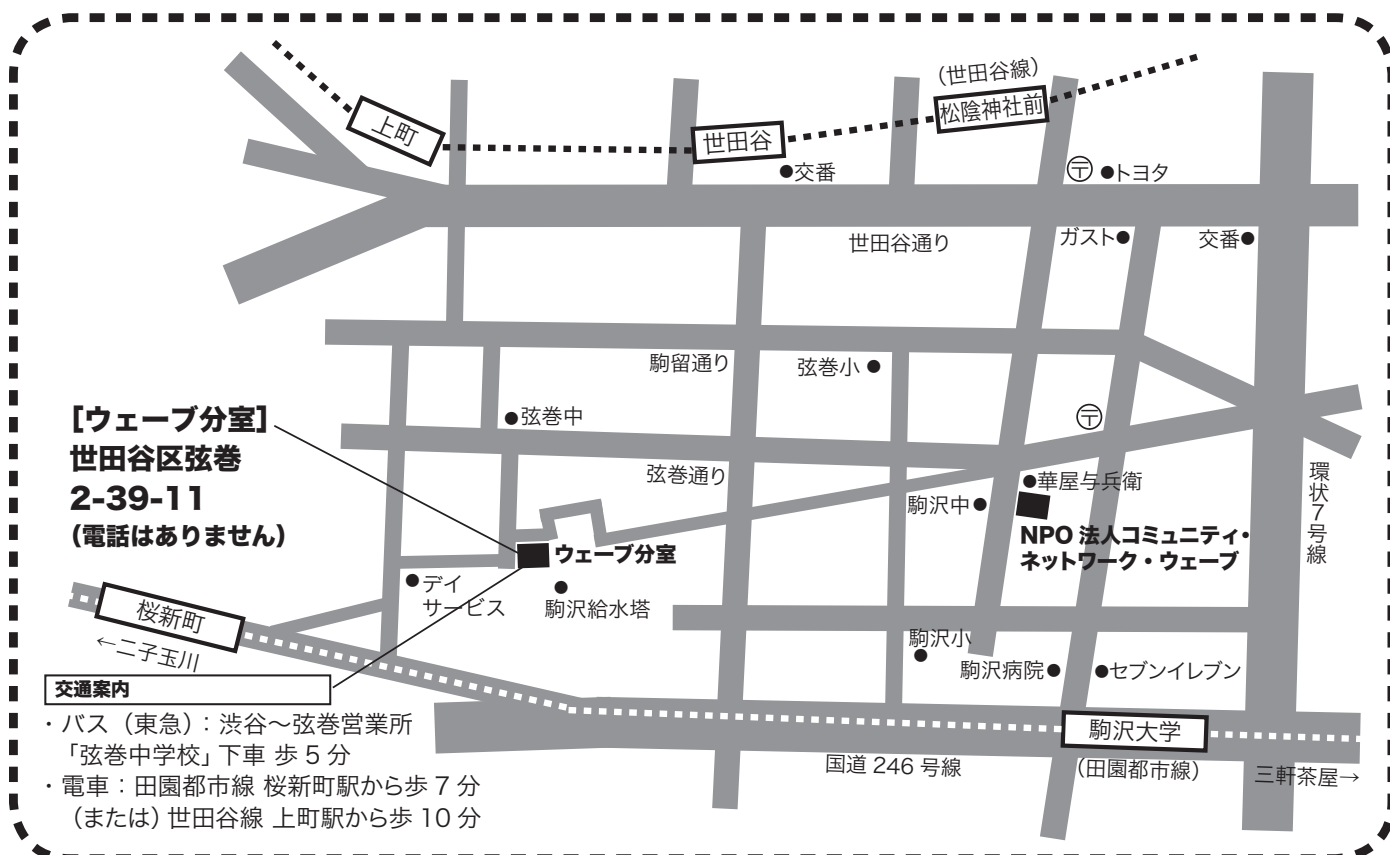 （世田谷線）
上町
世田谷
松陰神社前
交番
〒
トヨタ
世田谷通り
ガスト
交番
駒留通り
弦巻小
［ウェーブ分室］
世田谷区弦巻
2-39-11
（電話はありません）
弦巻中
〒
弦巻通り
華屋与兵衛
駒沢中
NPO 法人コミュニティ・
ネットワーク・ウェーブ
環状7号線
ウェーブ分室
デイ
サービス
駒沢給水塔
桜新町
←二子玉川
駒沢小
駒沢病院
セブンイレブン
駒沢大学
（田園都市線）
国道 246 号線
三軒茶屋→
交通案内
・バス（東急）：渋谷～弦巻営業所
「弦巻中学校」下車 歩 5 分
・電車：田園都市線 桜新町駅から歩 7 分
（または）世田谷線 上町駅から歩 10 分